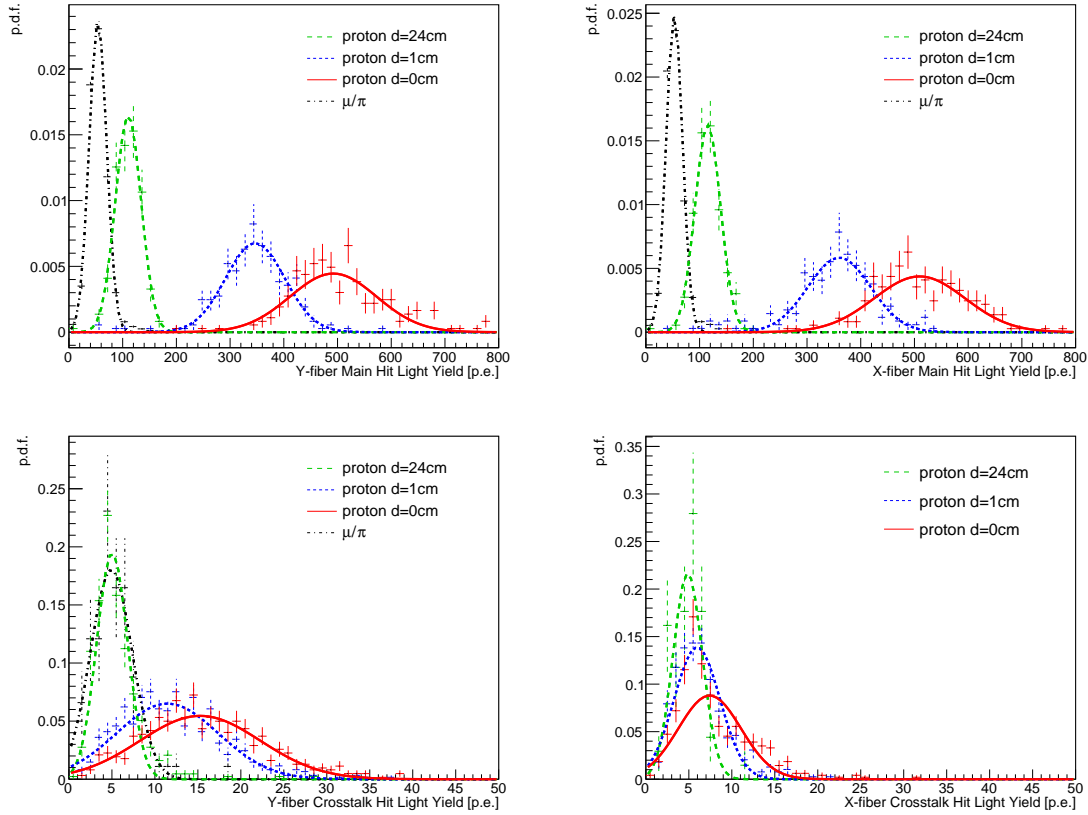 p.d.f.
0.02
0.015
0.01
0.005
0
proton d=24cm
proton d=1cm
proton d=0cm
μ/π
0 100 200 300 400 500 600 700 800
Y-fiber Main Hit Light Yield [p.e.]
p.d.f.
0.025
0.02
0.015
0.01
0.005
0
proton d=24cm
proton d=1cm
proton d=0cm
μ/π
0 100 200 300 400 500 600 700 800
X-fiber Main Hit Light Yield [p.e.]
p.d.f.
0.25
0.2
0.15
0.1
0.05
0
proton d=24cm
proton d=1cm
proton d=0cm
μ/π
0 5 10 15 20 25 30 35 40 45 50
Y-fiber Crosstalk Hit Light Yield [p.e.]
p.d.f.
0.35
0.3
0.25
0.2
0.15
0.1
0.05
0
proton d=24cm
proton d=1cm
proton d=0cm
0 5 10 15 20 25 30 35 40 45 50
X-fiber Crosstalk Hit Light Yield [p.e.]